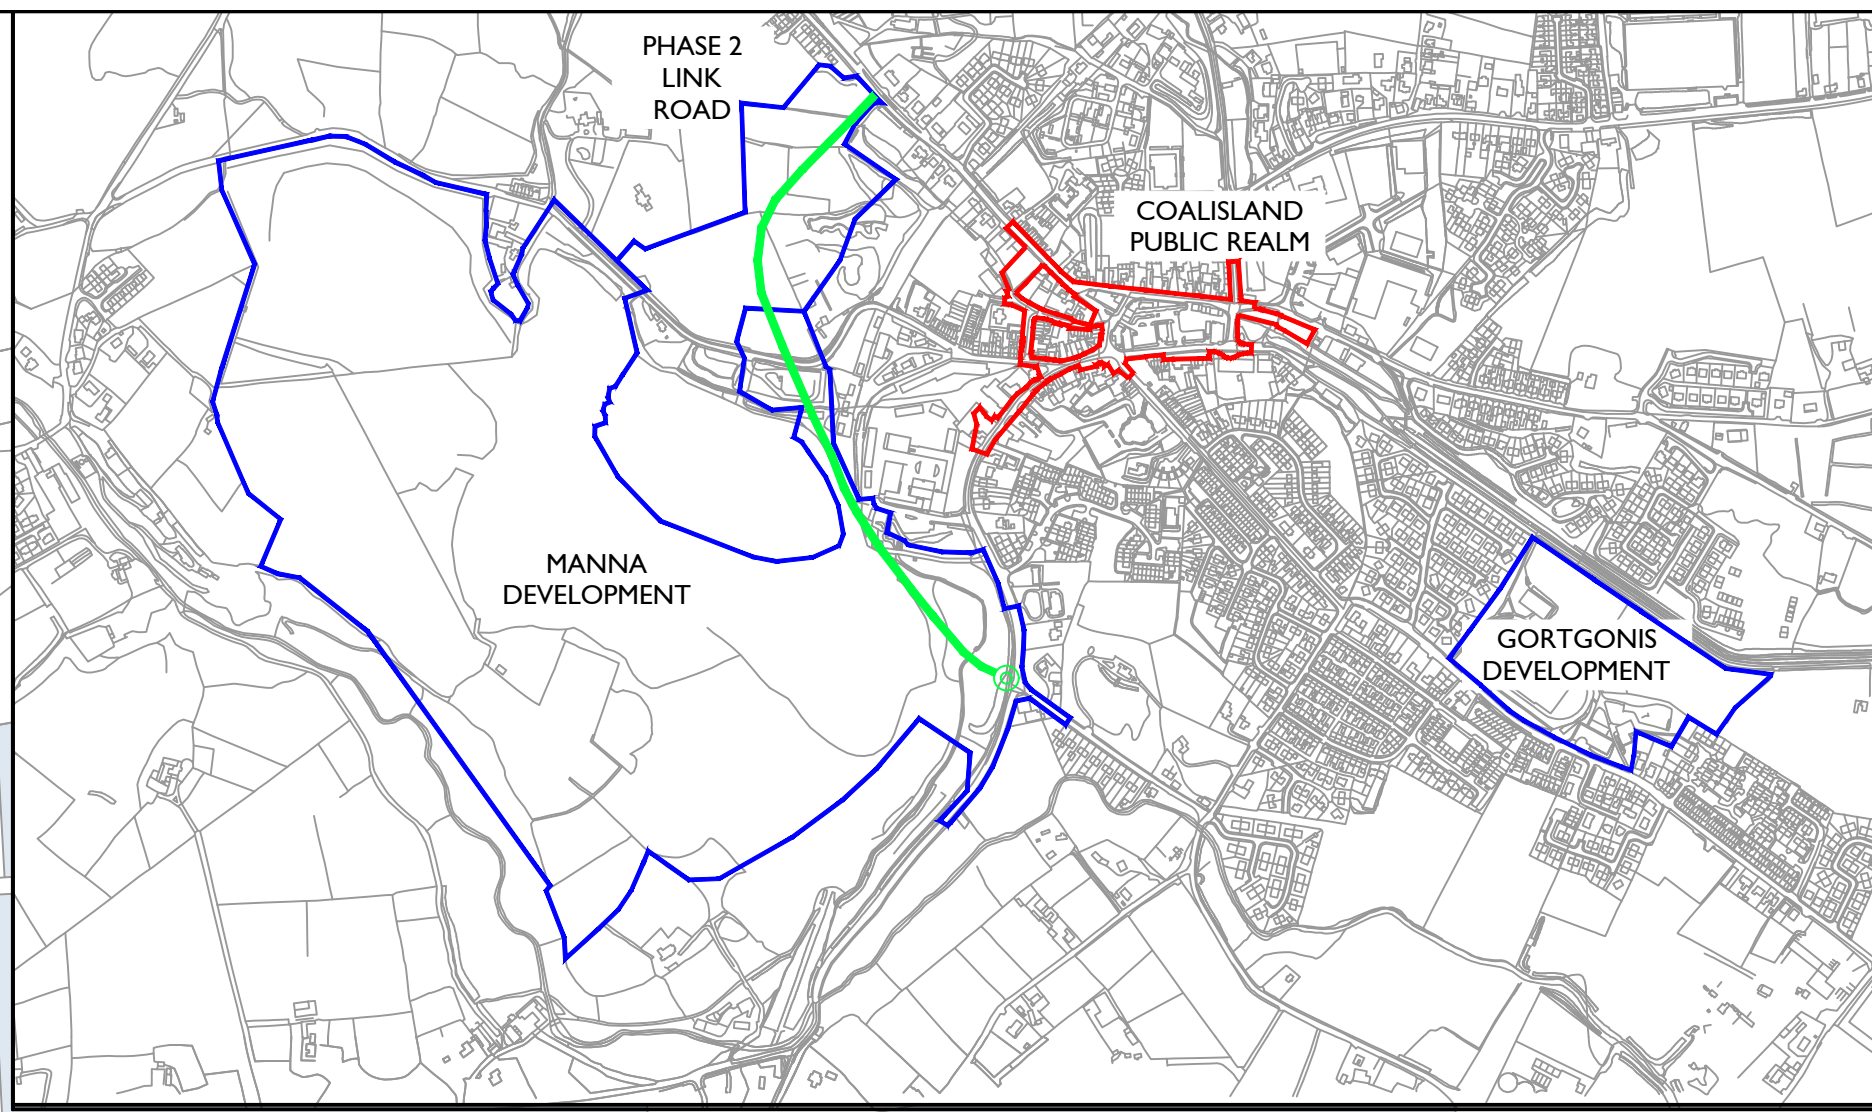 PHASE 2
LINK
ROAD
COALISLAND
PUBLIC REALM
MANNA
DEVELOPMENT
GORTGONIS
DEVELOPMENT